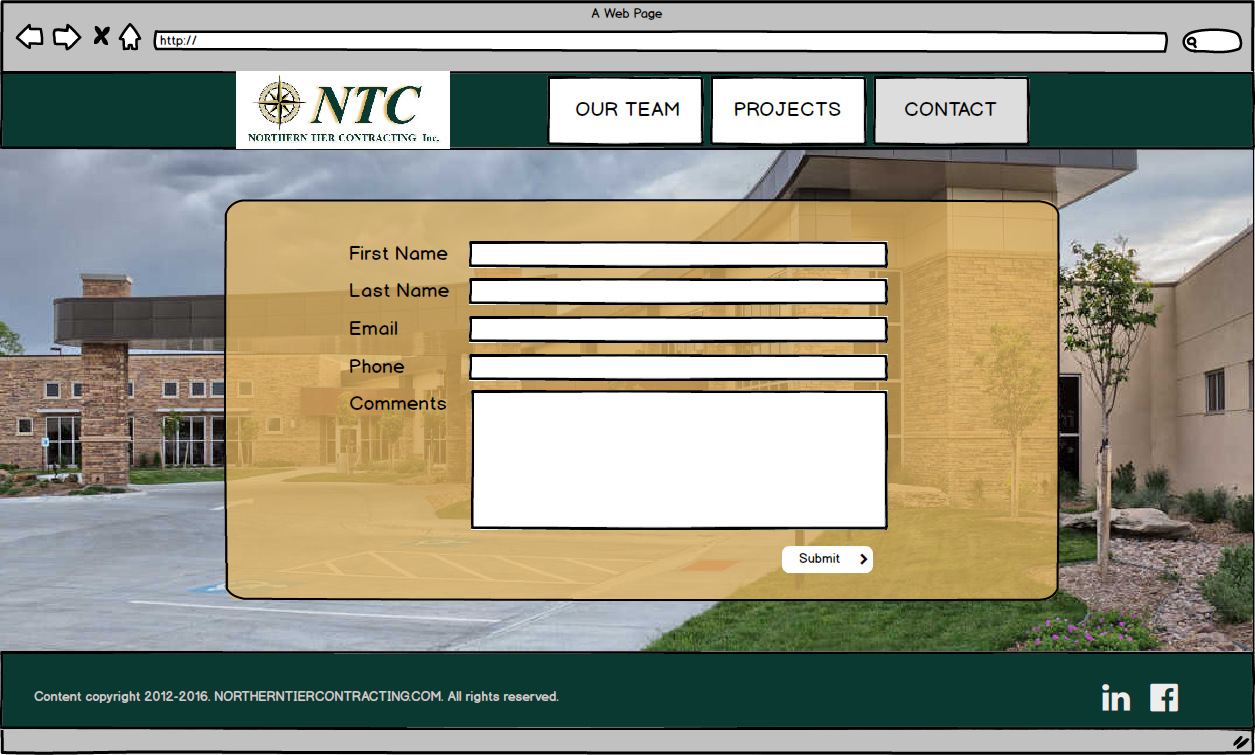 A Web Page
http://
NTC
NORTHERN TIER CONTRACTING Inc.
OUR TEAM
PROJECTS
CONTACT
First Name
Last Name
Email
Phone
Comments
Submit
Content copyright 2012-2016. NORTHERNTIERCONTRACTING.COM. All rights reserved.
in f